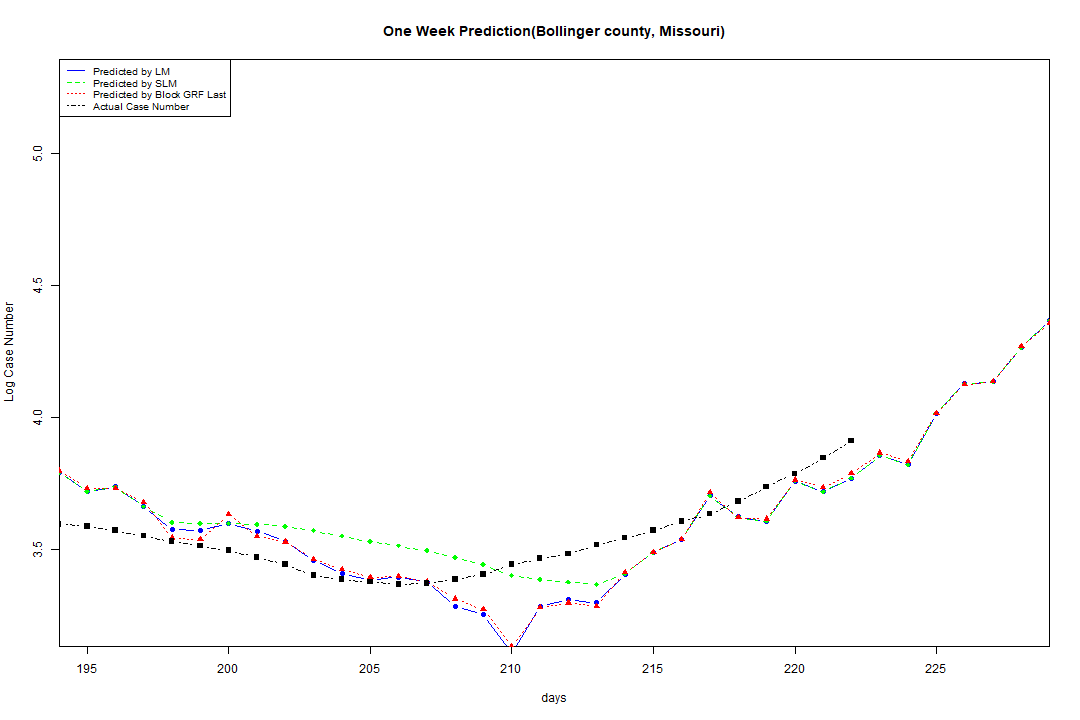 One Week Prediction(Bollinger county, Missouri)
Predicted by LM
Predicted by SLM
Predicted by Block GRF Last
Actual Case Number
5.0
4.5
4.0
3.5
Log Case Number
195 200 205 210 215 220 225
days